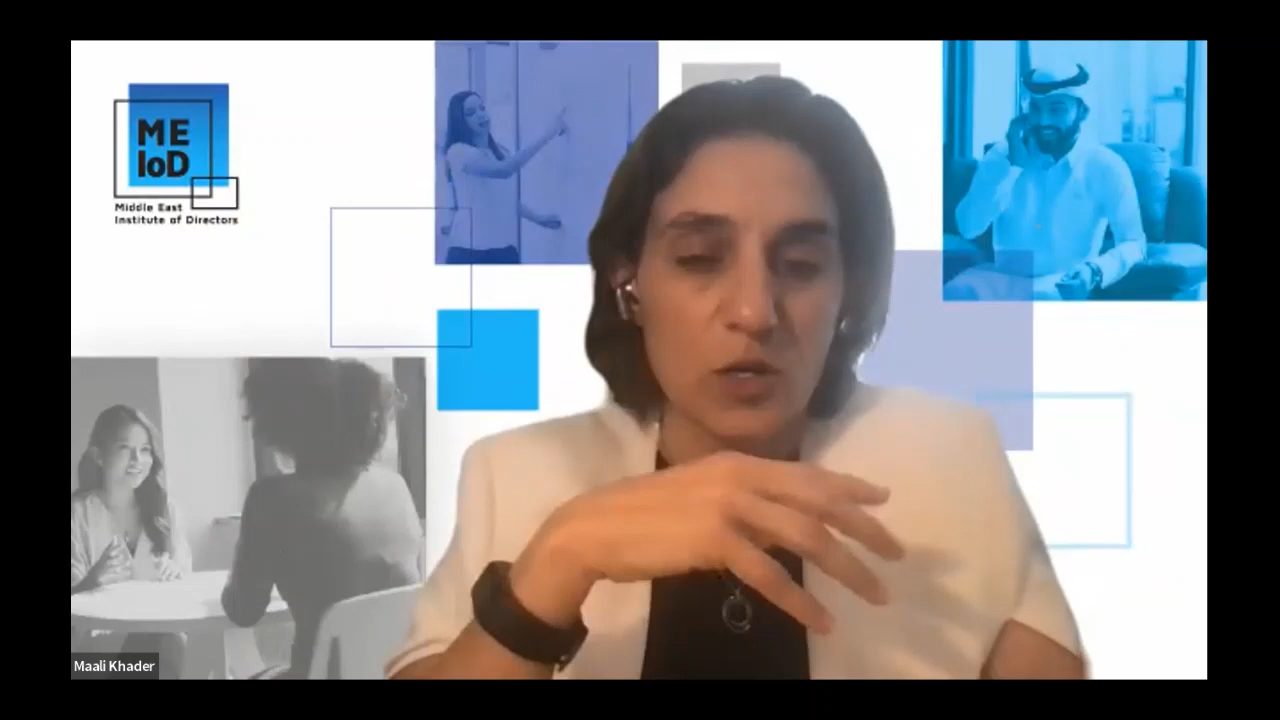 ME
IoD
Middle East
Institute of Directors
Maali Khader